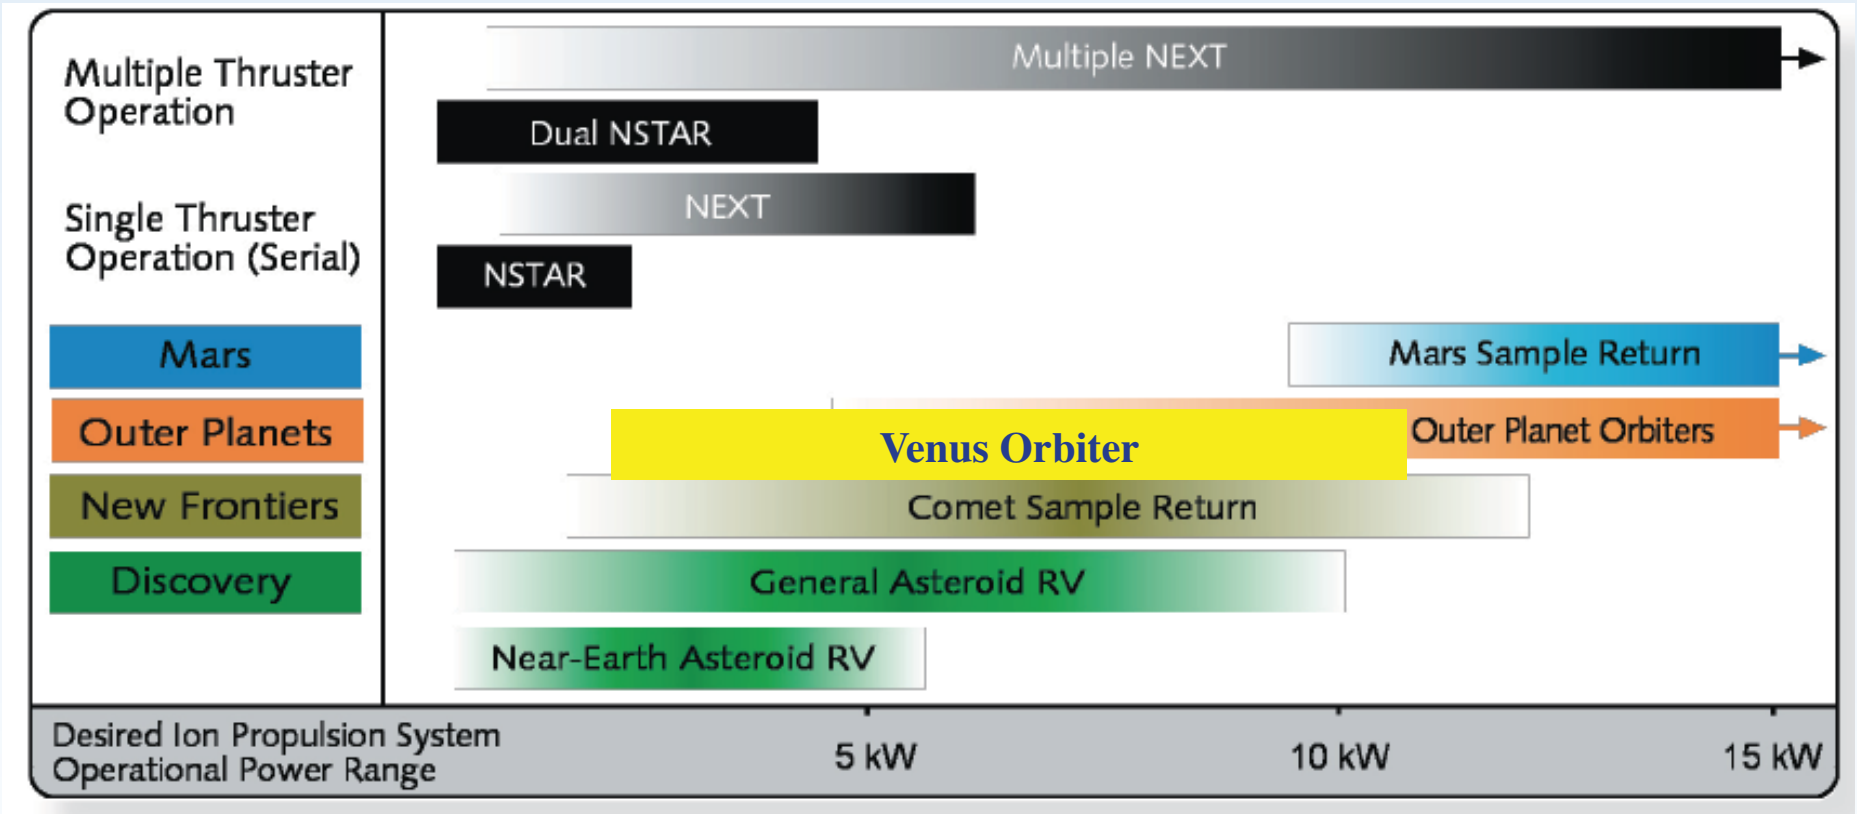 Multiple NEXT
Multiple Thruster
Operation
Dual NSTAR
NEXT
Single Thruster
Operation (Serial)
NSTAR
Mars
Mars Sample Return
Outer Planets
Outer Planet Orbiters
Venus Orbiter
New Frontiers
Comet Sample Return
Discovery
General Asteroid RV
Near-Earth Asteroid RV
Desired Ion Propulsion System
Operational Power Range
5 kW
10 kW
15 kW